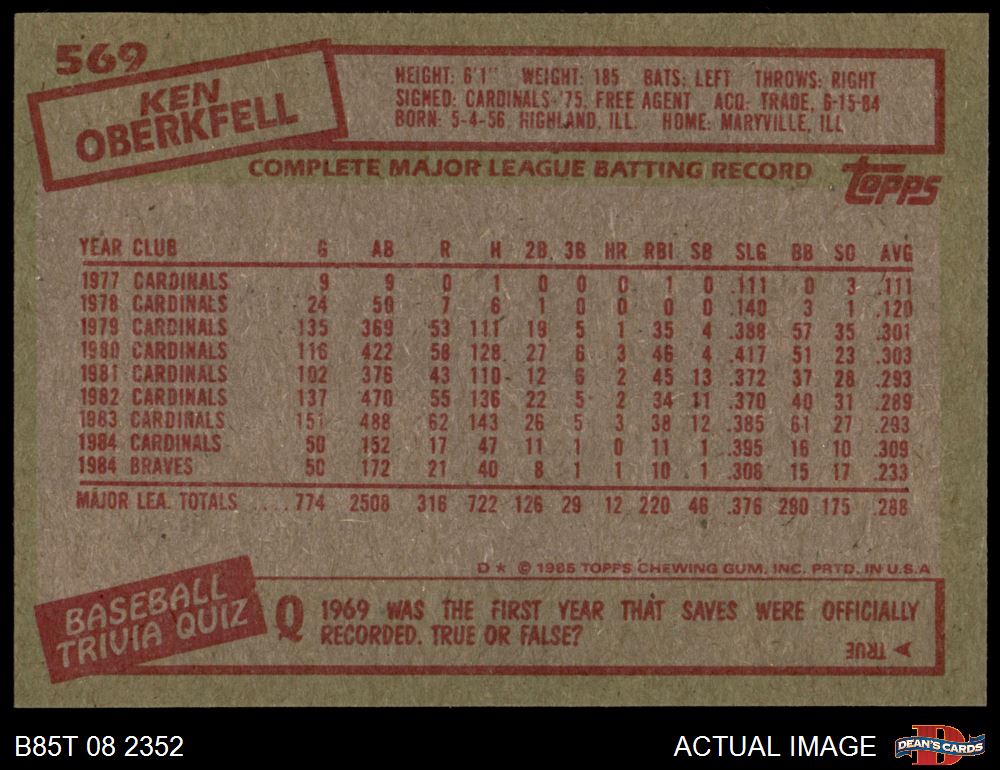 569
KEN
OBERKFELL
HEIGHT: 6'1" WEIGHT: 185 BATS: LEFT THROWS: RIGHT
SIGNED: CARDINALS-'75, FREE AGENT ACQ: TRADE, 6-15-84
BORN: 5-4-56, HIGHLAND, ILL. HOME: MARYVILLE, ILL
COMPLETE MAJOR LEAGUE BATTING RECORD
topps
YEAR CLUB G AB R H 2B 3B HR RBI SB SLG BB SO AVG
1977 CARDINALS 9 9 0 1 0 0 0 1 0 .111 0 3 .111
1978 CARDINALS 24 50 7 6 1 0 0 0 0 .140 3 1 .120
1979 CARDINALS 135 369 53 111 19 5 1 35 4 .388 57 35 .301
1980 CARDINALS 116 422 58 128 27 6 3 46 4 .417 51 23 .303
1981 CARDINALS 102 376 43 110 12 6 2 45 13 .372 37 28 .293
1982 CARDINALS 137 470 55 136 22 5 2 34 11 .370 40 31 .289
1983 CARDINALS 151 488 62 143 26 5 3 38 12 .385 61 27 .293
1984 CARDINALS 50 152 17 47 11 1 0 11 1 .395 16 10 .309
1984 BRAVES 50 172 21 40 8 1 1 10 1 .308 15 17 .233
MAJOR LEA. TOTALS ....774 2508 316 722 126 29 12 220 46 .376 280 175 .288
D * © 1985 TOPPS CHEWING GUM, INC. PRTD. IN U.S.A
BASEBALL
TRIVIA QUIZ
Q 1969 WAS THE FIRST YEAR THAT SAVES WERE OFFICIALLY
RECORDED. TRUE OR FALSE?
A TRUE
B85T 08 2352
ACTUAL IMAGE
D
DEAN'S CARDS